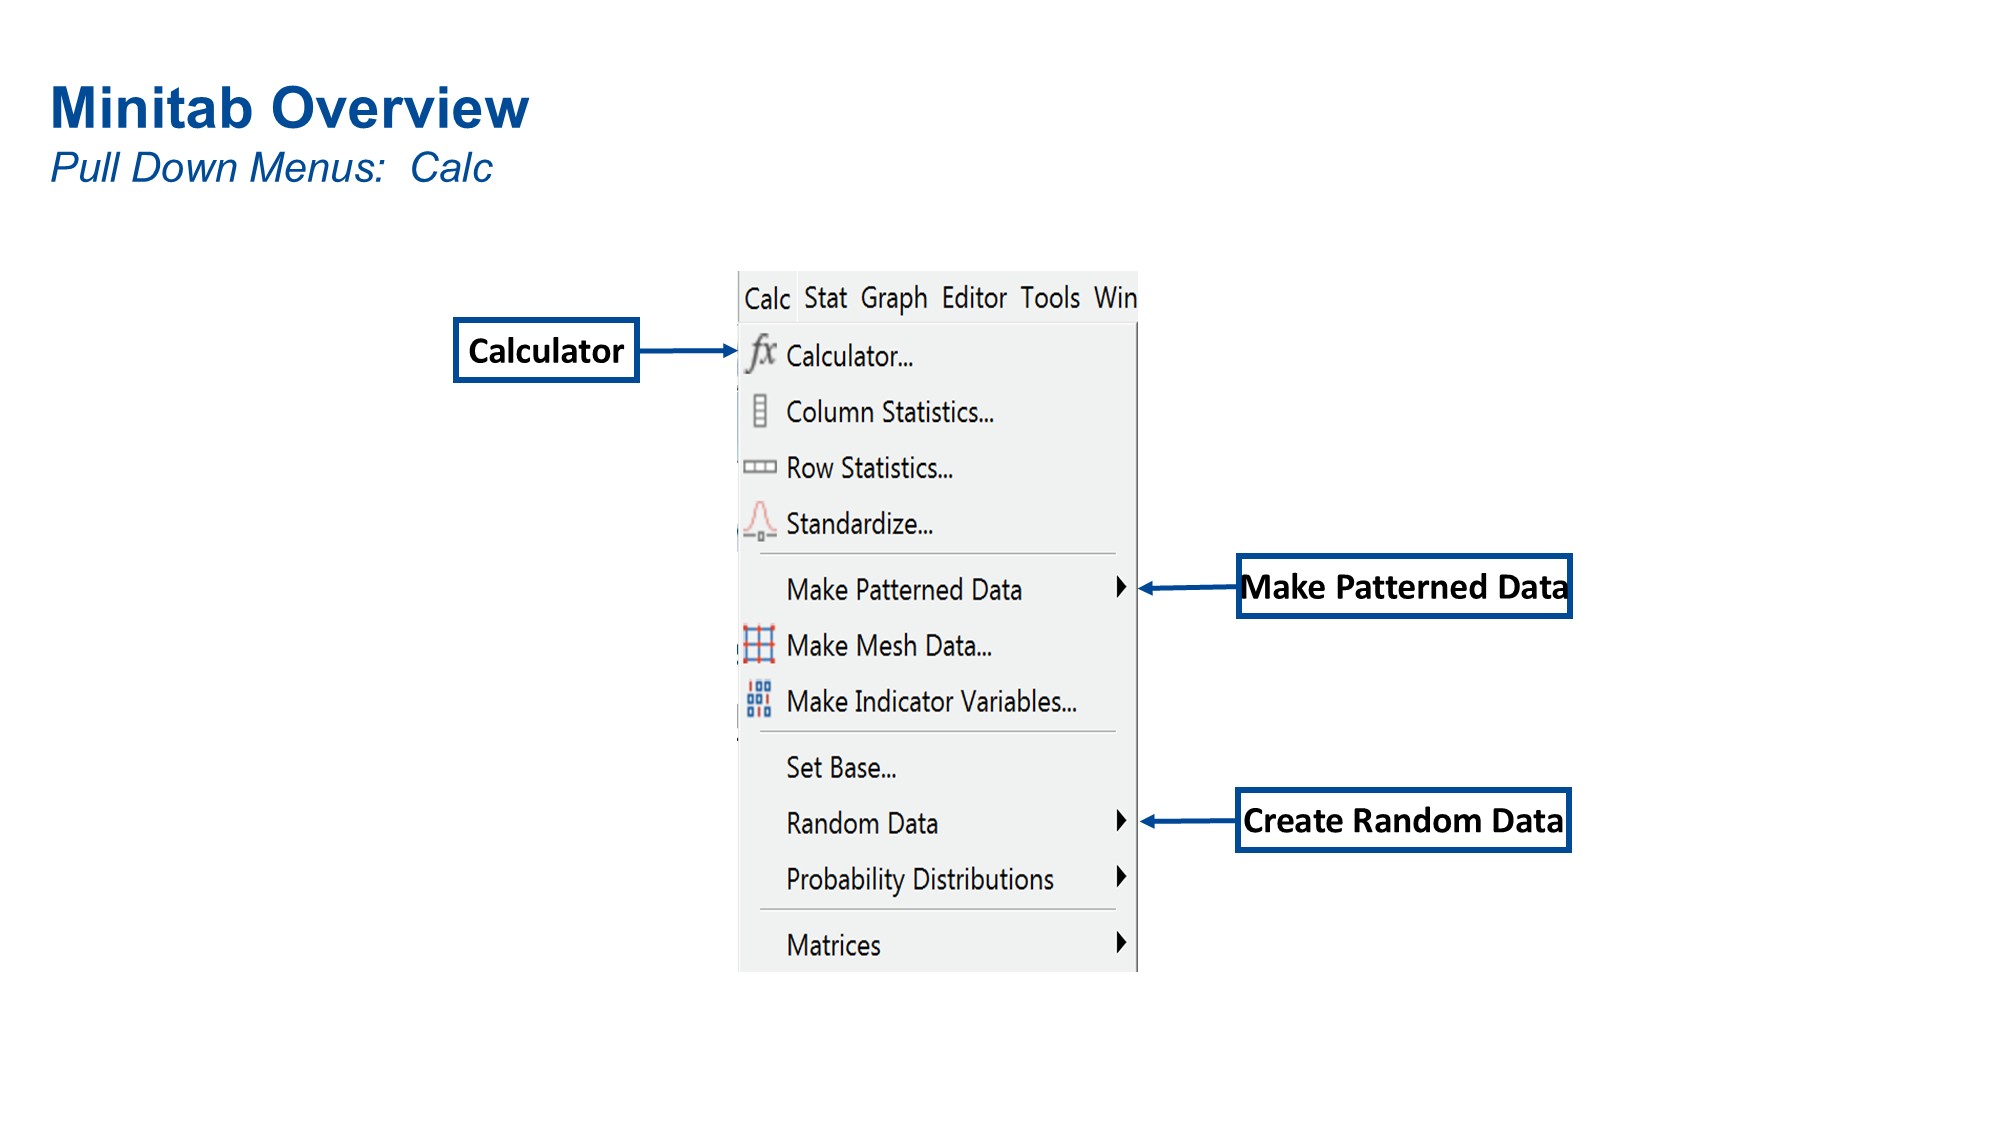 Minitab Overview
Pull Down Menus:  Calc
Calc Stat Graph Editor Tools Win
Calculator
fx Calculator...
Column Statistics...
Row Statistics...
Standardize...
Make Patterned Data
Make Patterned Data
Make Mesh Data...
Make Indicator Variables...
Set Base...
Random Data
Create Random Data
Probability Distributions
Matrices